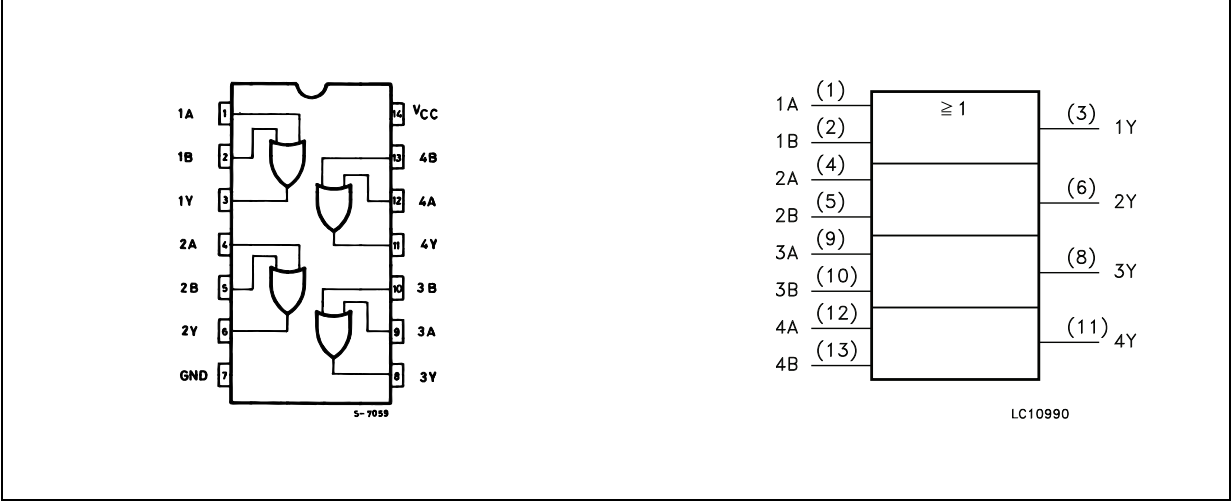 1A 1 14 VCC
1B 2 13 4B
1Y 3 12 4A
2A 4 11 4Y
2B 5 10 3B
2Y 6 9 3A
GND 7 8 3Y
S-7059
≧ 1
1A (1)
1B (2)
2A (4)
2B (5)
3A (9)
3B (10)
4A (12)
4B (13)
(3) 1Y
(6) 2Y
(8) 3Y
(11) 4Y
LC10990